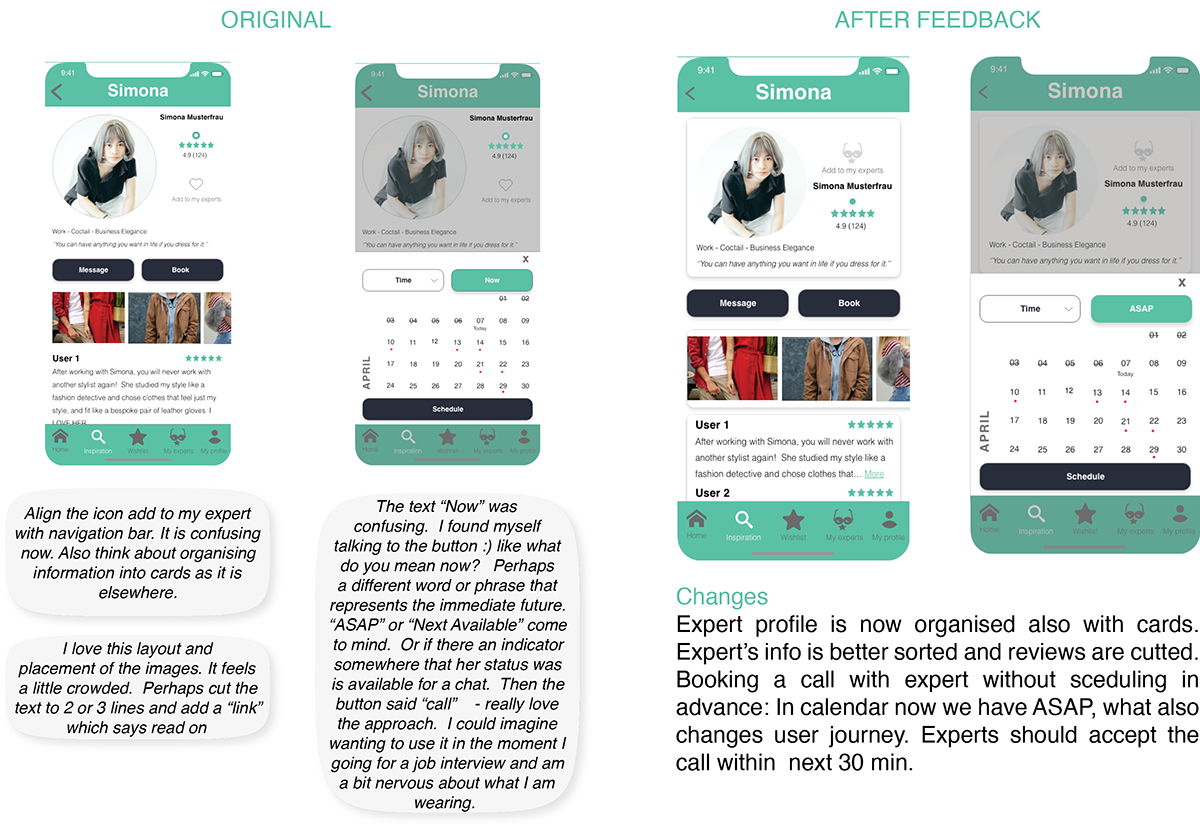 ORIGINAL
AFTER FEEDBACK
9:41
Simona
Simona Musterfrau
4.9 (124)
Add to my experts
Work - Coctail - Business Elegance
“You can have anything you want in life if you dress for it.”
Message
Book
User 1
After working with Simona, you will never work with
another stylist again! She studied my style like a
fashion detective and chose clothes that feel just my
style, and fit like a bespoke pair of leather gloves. I
LOVE HER
Home
Inspiration
Wishlist
My experts
My profile
9:41
Simona
Simona Musterfrau
4.9 (124)
Add to my experts
Work - Coctail - Business Elegance
“You can have anything you want in life if you dress for it.”
X
Time
Now
01 02
03 04 05 06 07 08 09
Today
10 11 12 13 14 15 16
17 18 19 20 21 22 23
24 25 26 27 28 29 30
APRIL
Schedule
Home
Inspiration
Wishlist
My experts
My profile
9:41
Simona
Add to my experts
Simona Musterfrau
4.9 (124)
Work - Coctail - Business Elegance
“You can have anything you want in life if you dress for it.”
Message
Book
User 1
After working with Simona, you will never work with
another stylist again! She studied my style like a
fashion detective and chose clothes that... More
User 2
Home
Inspiration
Wishlist
My experts
My profile
9:41
Simona
Add to my experts
Simona Musterfrau
4.9 (124)
Work - Coctail - Business Elegance
“You can have anything you want in life if you dress for it.”
X
Time
ASAP
01 02
03 04 05 06 07 08 09
Today
10 11 12 13 14 15 16
17 18 19 20 21 22 23
24 25 26 27 28 29 30
APRIL
Schedule
Home
Inspiration
Wishlist
My experts
My profile
Align the icon add to my expert
with navigation bar. It is confusing
now. Also think about organising
information into cards as it is
elsewhere.
I love this layout and
placement of the images. It feels
a little crowded. Perhaps cut the
text to 2 or 3 lines and add a “link”
which says read on
The text “Now” was
confusing. I found myself
talking to the button :) like what
do you mean now? Perhaps
a different word or phrase that
represents the immediate future.
“ASAP” or “Next Available” come
to mind. Or if there an indicator
somewhere that her status was
is available for a chat. Then the
button said “call” - really love
the approach. I could imagine
wanting to use it in the moment I
going for a job interview and am
a bit nervous about what I am
wearing.
Changes
Expert profile is now organised also with cards.
Expert’s info is better sorted and reviews are cutted.
Booking a call with expert without sceduling in
advance: In calendar now we have ASAP, what also
changes user journey. Experts should accept the
call within next 30 min.